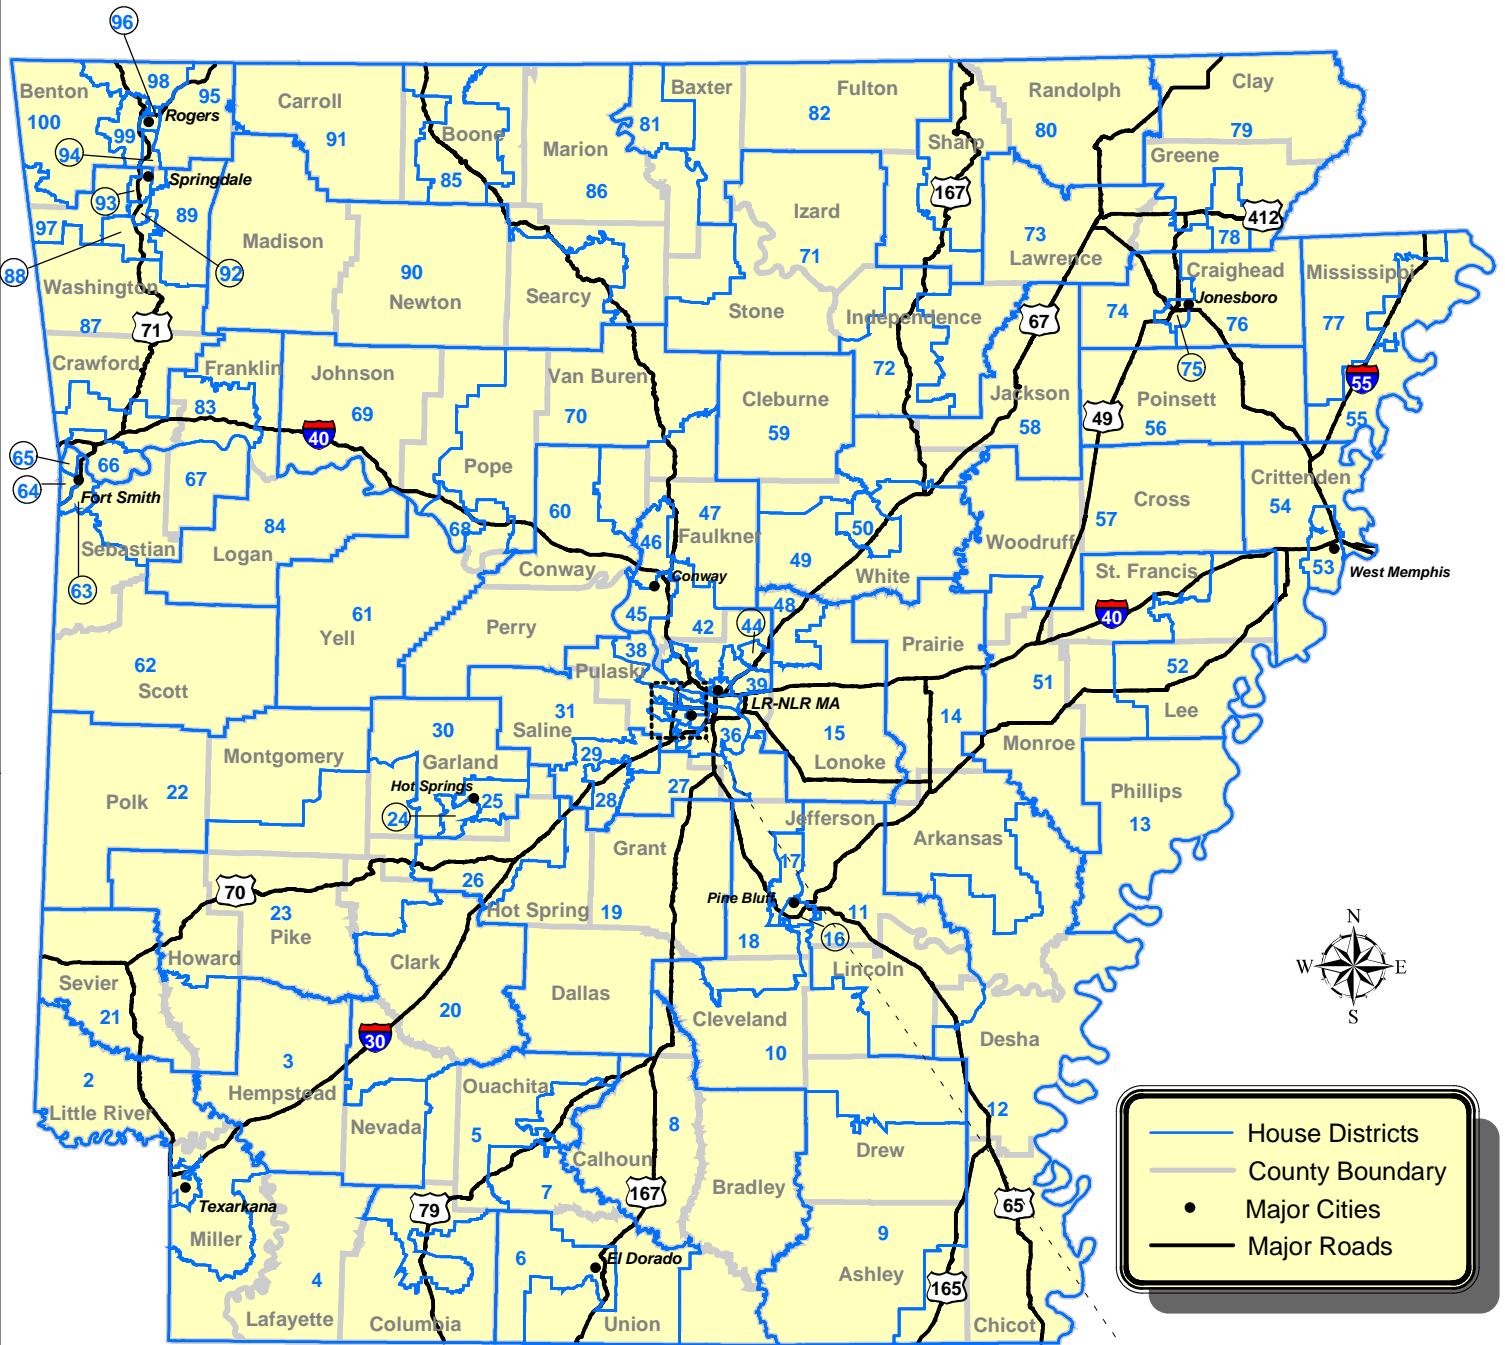 96
Benton
98
95
Carroll
Baxter
Fulton
Randolph
Clay
100
99
Rogers
91
Boone
81
82
80
79
94
Marion
Sharp
Greene
Springdale
85
86
167
93
89
Izard
412
97
Madison
73
78
88
92
90
71
Lawrence
Craighead
Mississippi
Washington
Newton
Searcy
Stone
Independence
Jonesboro
87
71
67
74
76
77
Crawford
Franklin
Johnson
Van Buren
72
75
55
83
69
70
Cleburne
Jackson
Poinsett
40
59
58
49
56
55
65
66
67
Pope
Crittenden
64
Fort Smith
60
47
Cross
54
84
68
46
Faulkner
50
57
Sebastian
Logan
Conway
49
White
Woodruff
St. Francis
53
West Memphis
63
Conway
61
Yell
Perry
45
42
44
48
40
62
Scott
38
Pulaski
Prairie
52
39
51
30
31
Saline
LR-NLR MA
15
14
Lee
Montgomery
Garland
29
36
Lonoke
Monroe
Polk
22
Hot Springs
25
28
27
Phillips
24
Jefferson
Arkansas
13
Grant
17
70
26
Pine Bluff
23
Pike
Hot Spring
19
18
11
16
N
W
E
S
Howard
Clark
Lincoln
Sevier
Dallas
21
20
Cleveland
30
10
Desha
2
3
Hempstead
Ouachita
Little River
Nevada
5
8
12
Calhoun
Drew
House Districts
County Boundary
Major Cities
Major Roads
1
Texarkana
7
167
Bradley
79
65
Miller
6
El Dorado
9
4
Ashley
165
Lafayette
Columbia
Union
Chicot